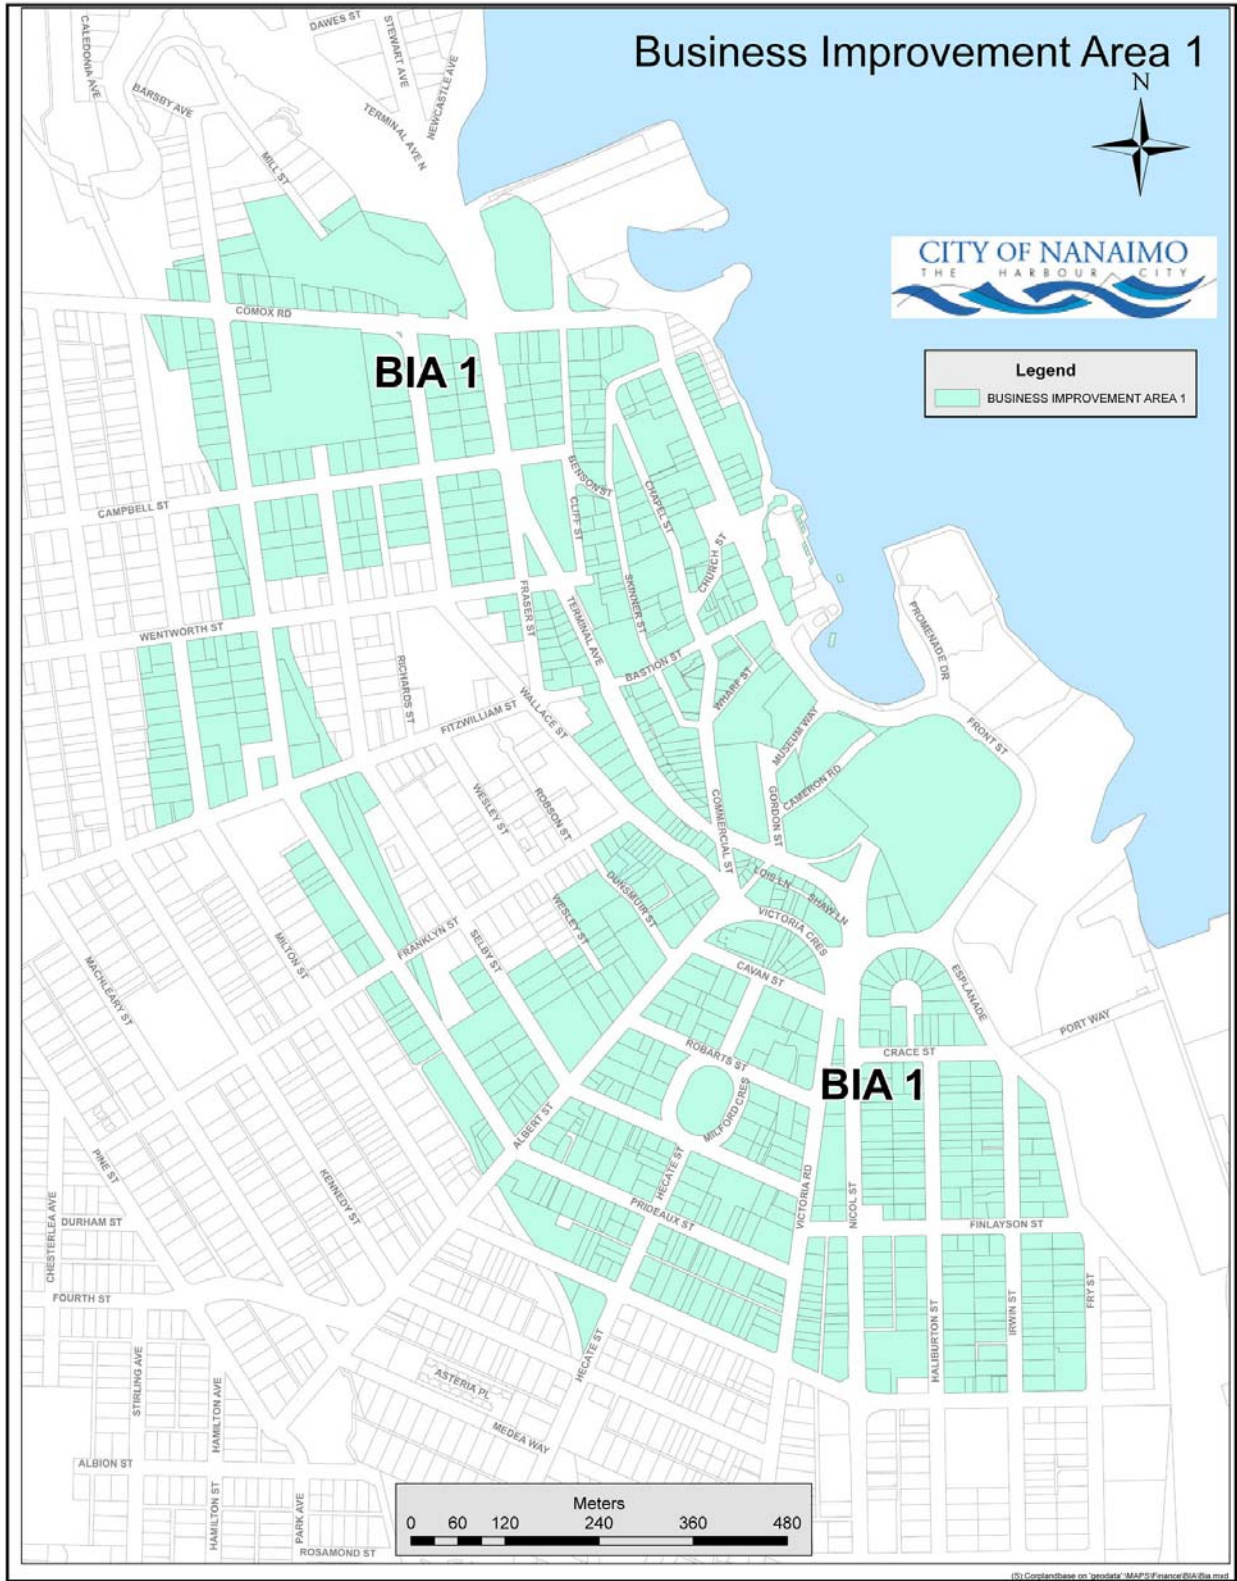 Business Improvement Area 1
N
CITY OF NANAIMO
THE HARBOUR CITY
Legend
BUSINESS IMPROVEMENT AREA 1
DAWES ST
STEWART AVE
CALEDONIA AVE
NEWCASTLE AVE
BARSBY AVE
TERMINAL AVE N
MILL ST
COMOX RD
BIA 1
BENSON ST
CHAPEL ST
CAMPBELL ST
CLIFF ST
CHURCH ST
SKINNER ST
FRASER ST
TERMINAL AVE
PROMENADE DR
WENTWORTH ST
BASTION ST
RICHARDS ST
WHARF ST
WALLACE ST
FITZWILLIAM ST
MUSEUM WAY
FRONT ST
CAMERON RD
WESLEY ST
ROBSON ST
GORDON ST
COMMERCIAL ST
LOIS LN
DUNSMUIR ST
SHAW LN
WESLEY ST
VICTORIA CRES
FRANKLYN ST
SELBY ST
MILTON ST
CAVAN ST
MACHLEARY ST
ESPLANADE
PORT WAY
ROBARTS ST
CRACE ST
BIA 1
MILFORD CRES
ALBERT ST
PINE ST
HECATE ST
KENNEDY ST
PRIDEAUX ST
VICTORIA RD
NICOL ST
DURHAM ST
FINLAYSON ST
CHESTERLEA AVE
FOURTH ST
FRY ST
IRWIN ST
HALIBURTON ST
HECATE ST
STIRLING AVE
ASTERIA PL
HAMILTON AVE
MEDEA WAY
ALBION ST
HAMILTON ST
PARK AVE
ROSAMOND ST
Meters
0 60 120 240 360 480
(S):Corplandbase on 'geodata'\MAPS\Finance\BIA\Bia.mxd